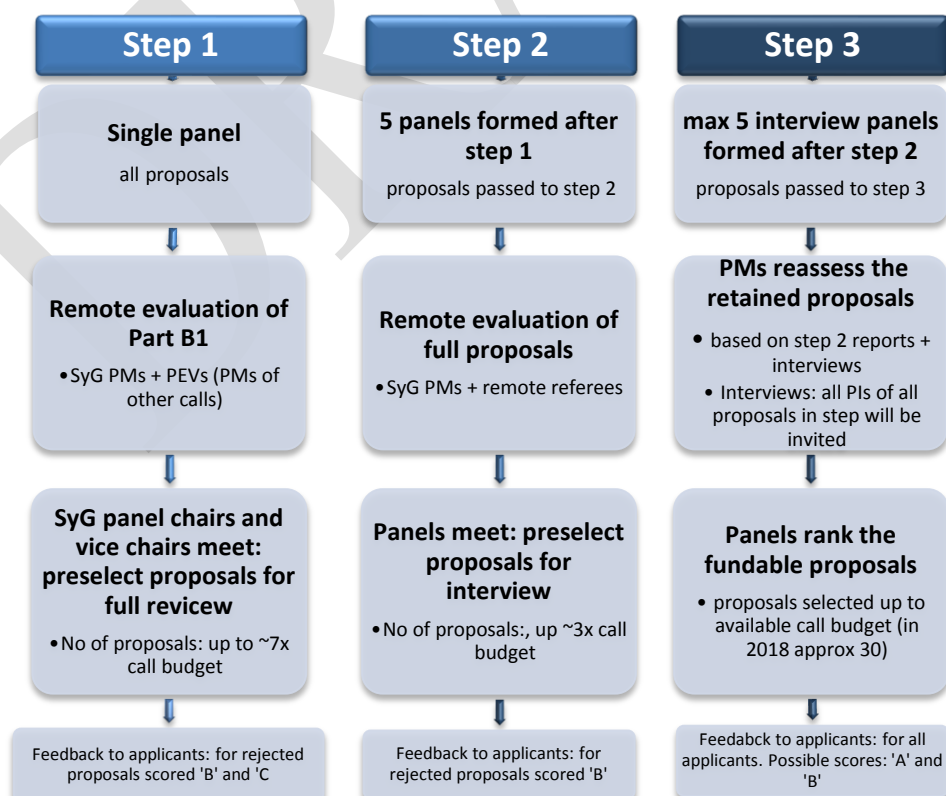 Step 1
Single panel
all proposals
Remote evaluation of
Part B1
•SyG PMs + PEVs (PMs of
other calls)
SyG panel chairs and
vice chairs meet:
preselect proposals for
full revicew
•No of proposals: up to ~7x
call budget
Feedback to applicants: for rejected
proposals scored 'B' and 'C
Step 2
5 panels formed after
step 1
proposals passed to step 2
Remote evaluation of
full proposals
•SyG PMs + remote referees
Panels meet: preselect
proposals for
interview
•No of proposals:, up ~3x call
budget
Feedback to applicants: for
rejected proposals scored 'B'
Step 3
max 5 interview panels
formed after step 2
proposals passed to step 3
PMs reassess the
retained proposals
• based on step 2 reports +
interviews
• Interviews: all PIs of all
proposals in step will be
invited
Panels rank the
fundable proposals
• proposals selected up to
available call budget (in
2018 approx 30)
Feedabck to applicants: for all
applicants. Possible scores: 'A' and
'B'